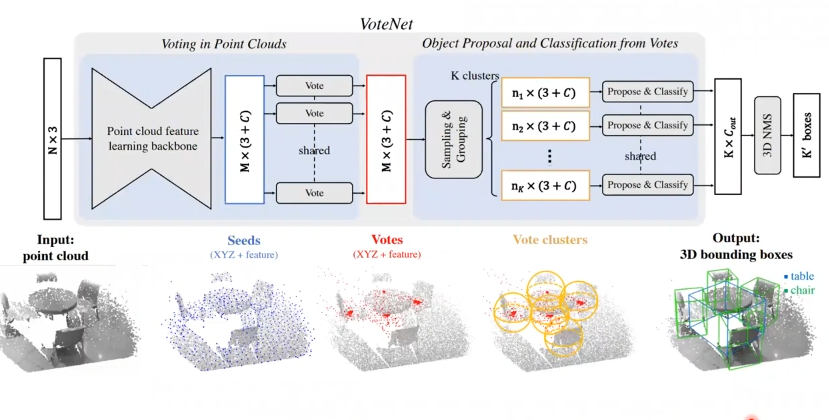 VoteNet
Voting in Point Clouds
Object Proposal and Classification from Votes
N × 3
Point cloud feature
learning backbone
M × (3 + C)
Vote
Vote
shared
Vote
M × (3 + C)
Sampling &
Grouping
K clusters
n₁ × (3 + C)
n₂ × (3 + C)
⋮
n_K × (3 + C)
Propose & Classify
Propose & Classify
shared
Propose & Classify
K × C_out
3D NMS
K' boxes
Input:
point cloud
Seeds
(XYZ + feature)
Votes
(XYZ + feature)
Vote clusters
Output:
3D bounding boxes
table
chair